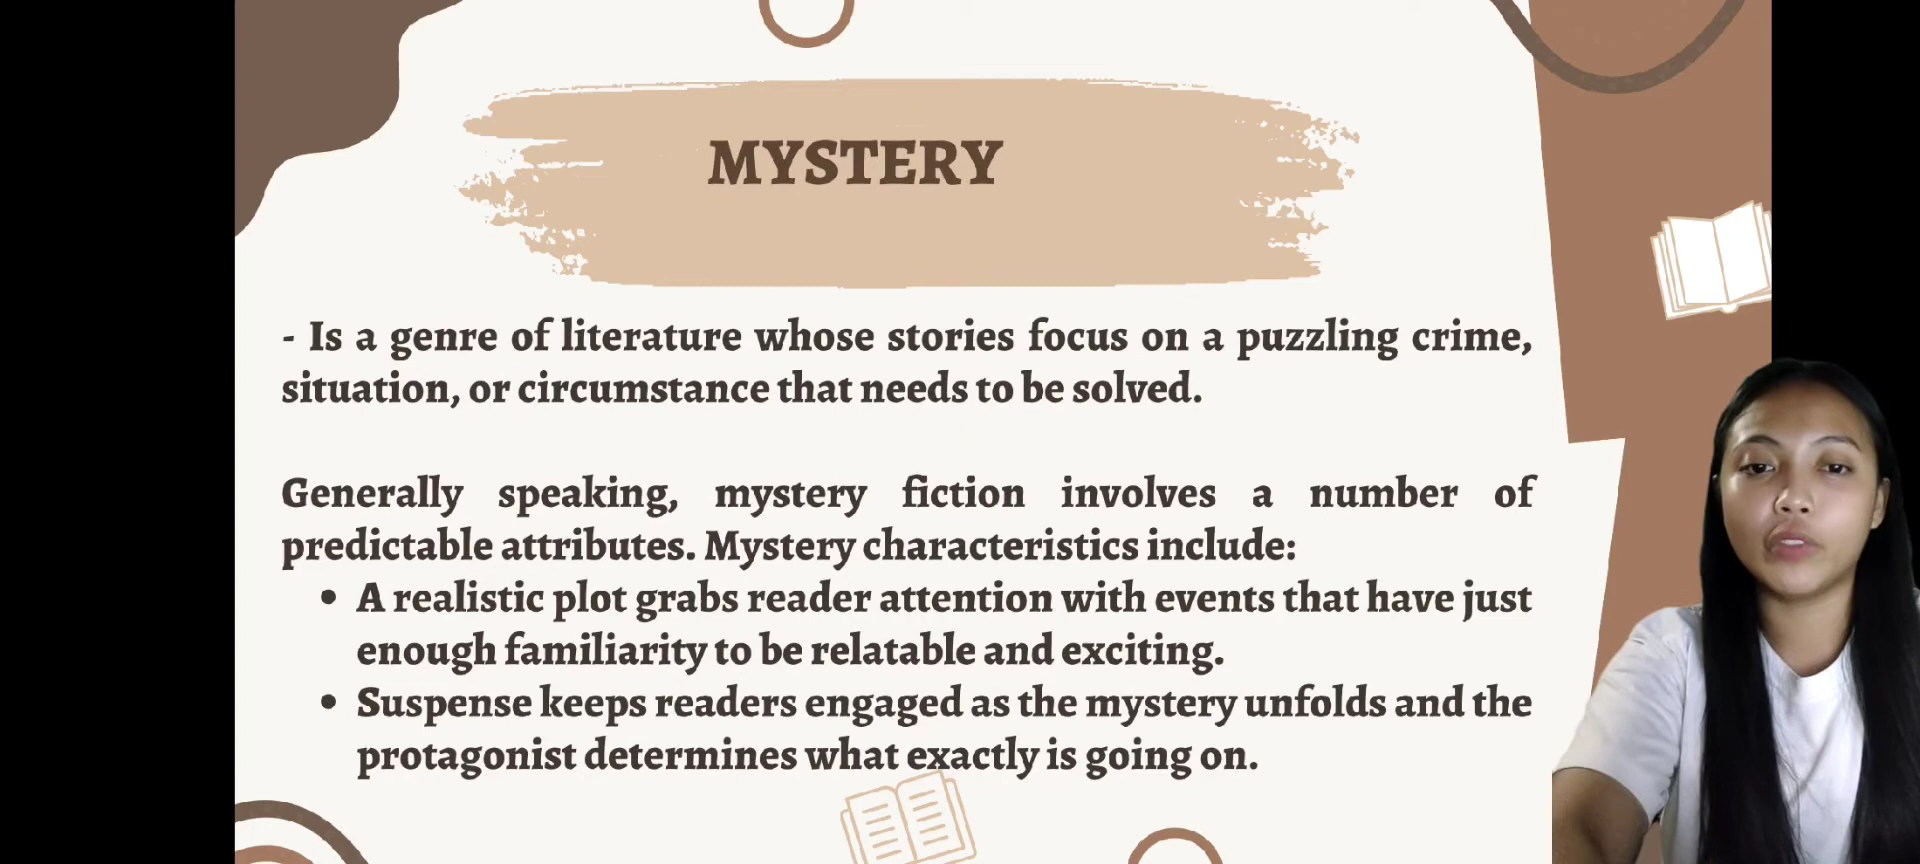 MYSTERY
- Is a genre of literature whose stories focus on a puzzling crime,
situation, or circumstance that needs to be solved.
Generally speaking, mystery fiction involves a number of
predictable attributes. Mystery characteristics include:
• A realistic plot grabs reader attention with events that have just
enough familiarity to be relatable and exciting.
• Suspense keeps readers engaged as the mystery unfolds and the
protagonist determines what exactly is going on.